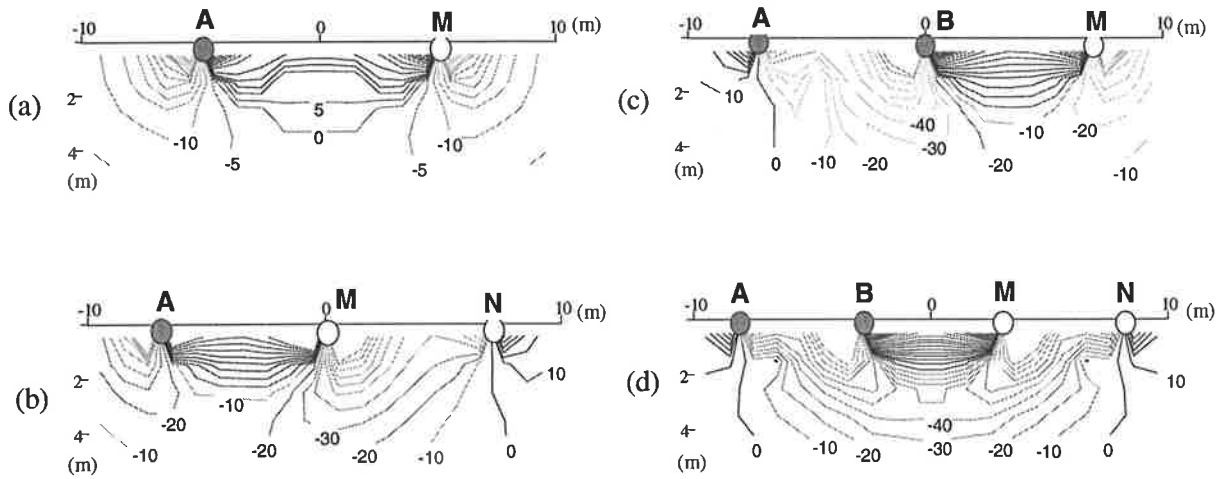 (a)
A M
-10 0 10 (m)
2
5
-10 0 -10
4 -5 -5
(m)
(c)
A B M
-10 0 10 (m)
2 10
-40 -10 -20
-30
4 0 -10 -20 -20 -10
(m)
(b)
A M N
-10 0 10 (m)
2 -10 10
-20
-30
4 -10 -20 -20 -10 0
(m)
(d)
A B M N
-10 0 10 (m)
2 10
-40
4 0 -10 -20 -30 -20 -10 0
(m)